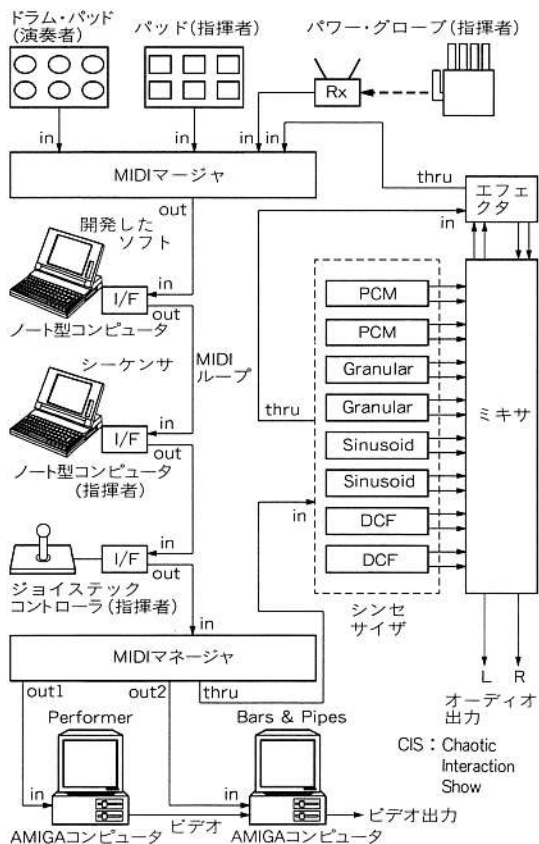 ドラム・パッド
(演奏者)
パッド(指揮者)
パワー・グローブ(指揮者)
Rx
in
in
in
in
MIDIマージャ
out
thru
エフェ
クタ
in
開発した
ソフト
in
I/F
out
ノート型コンピュータ
シーケンサ
MIDI
ループ
in
I/F
out
ノート型コンピュータ
(指揮者)
in
I/F
out
ジョイステック
コントローラ(指揮者)
in
thru
in
PCM
PCM
Granular
Granular
Sinusoid
Sinusoid
DCF
DCF
シンセ
サイザ
ミキサ
L
R
オーディオ
出力
CIS : Chaotic
Interaction
Show
MIDIマネージャ
out1
out2
thru
Performer
Bars & Pipes
in
in
ビデオ
ビデオ出力
AMIGAコンピュータ
AMIGAコンピュータ